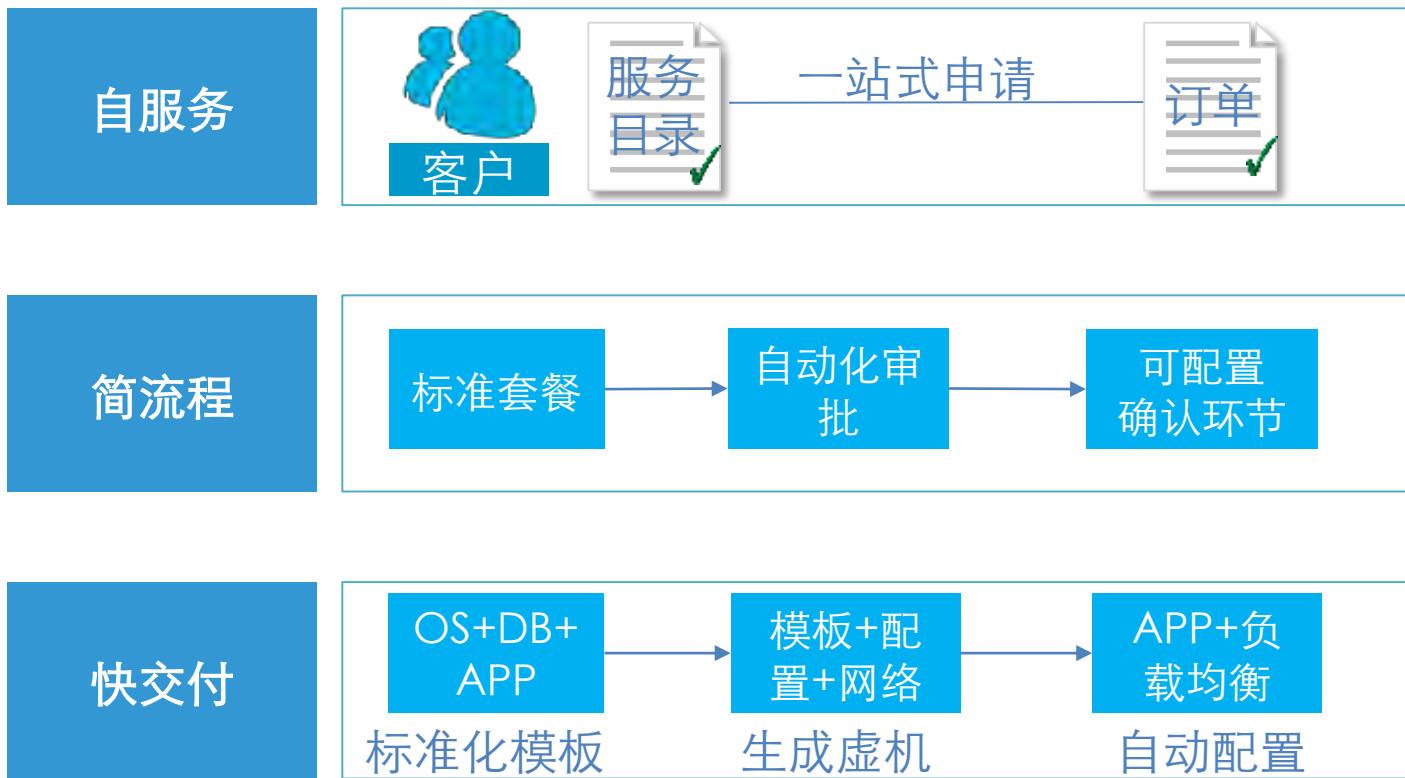 自服务
客户
服务
目录
一站式申请
订单
简流程
标准套餐
自动化审
批
可配置
确认环节
快交付
OS+DB+
APP
标准化模板
模板+配
置+网络
生成虚机
APP+负
载均衡
自动配置